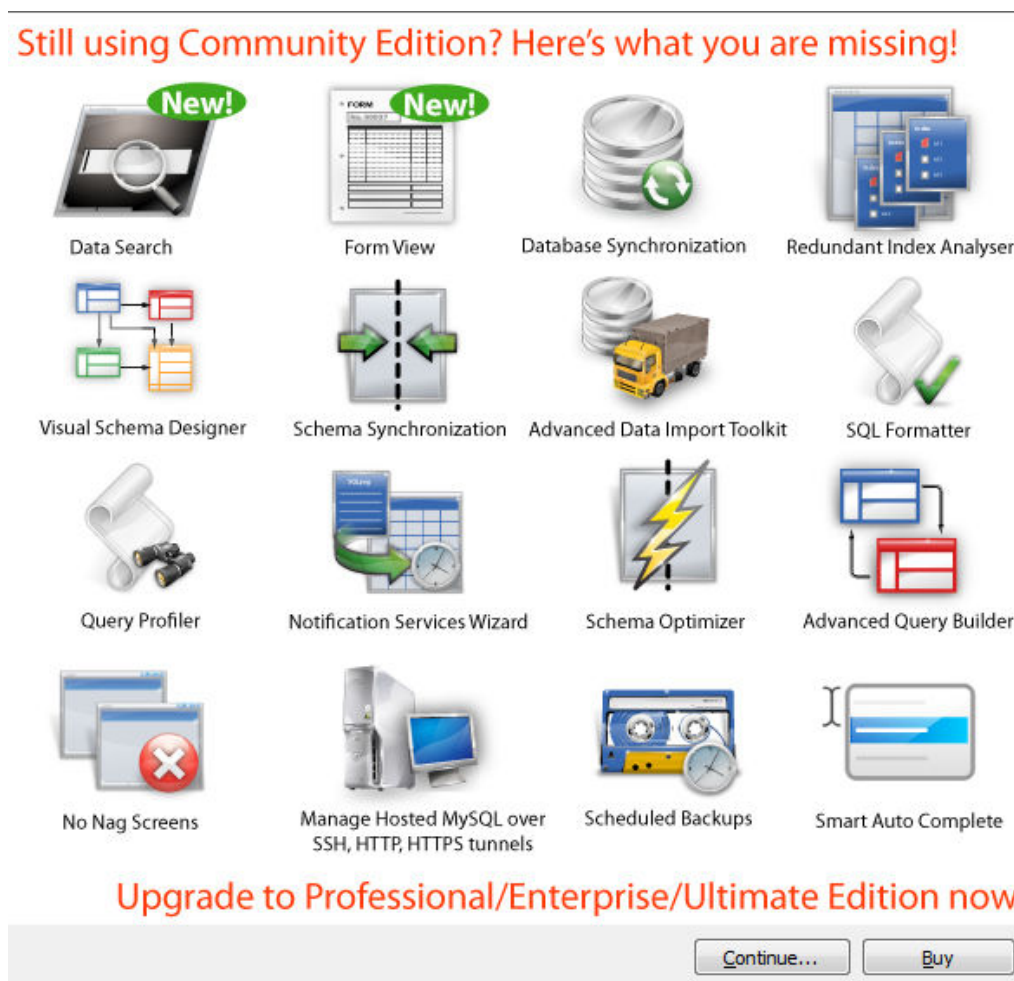 Still using Community Edition? Here's what you are missing!
New!
New!
FORM
No. 00027
Data Search
Form View
Database Synchronization
Redundant Index Analyser
Visual Schema Designer
Schema Synchronization
Advanced Data Import Toolkit
SQL Formatter
Query Profiler
Notification Services Wizard
Schema Optimizer
Advanced Query Builder
No Nag Screens
Manage Hosted MySQL over
SSH, HTTP, HTTPS tunnels
Scheduled Backups
Smart Auto Complete
Upgrade to Professional/Enterprise/Ultimate Edition now
Continue...
Buy